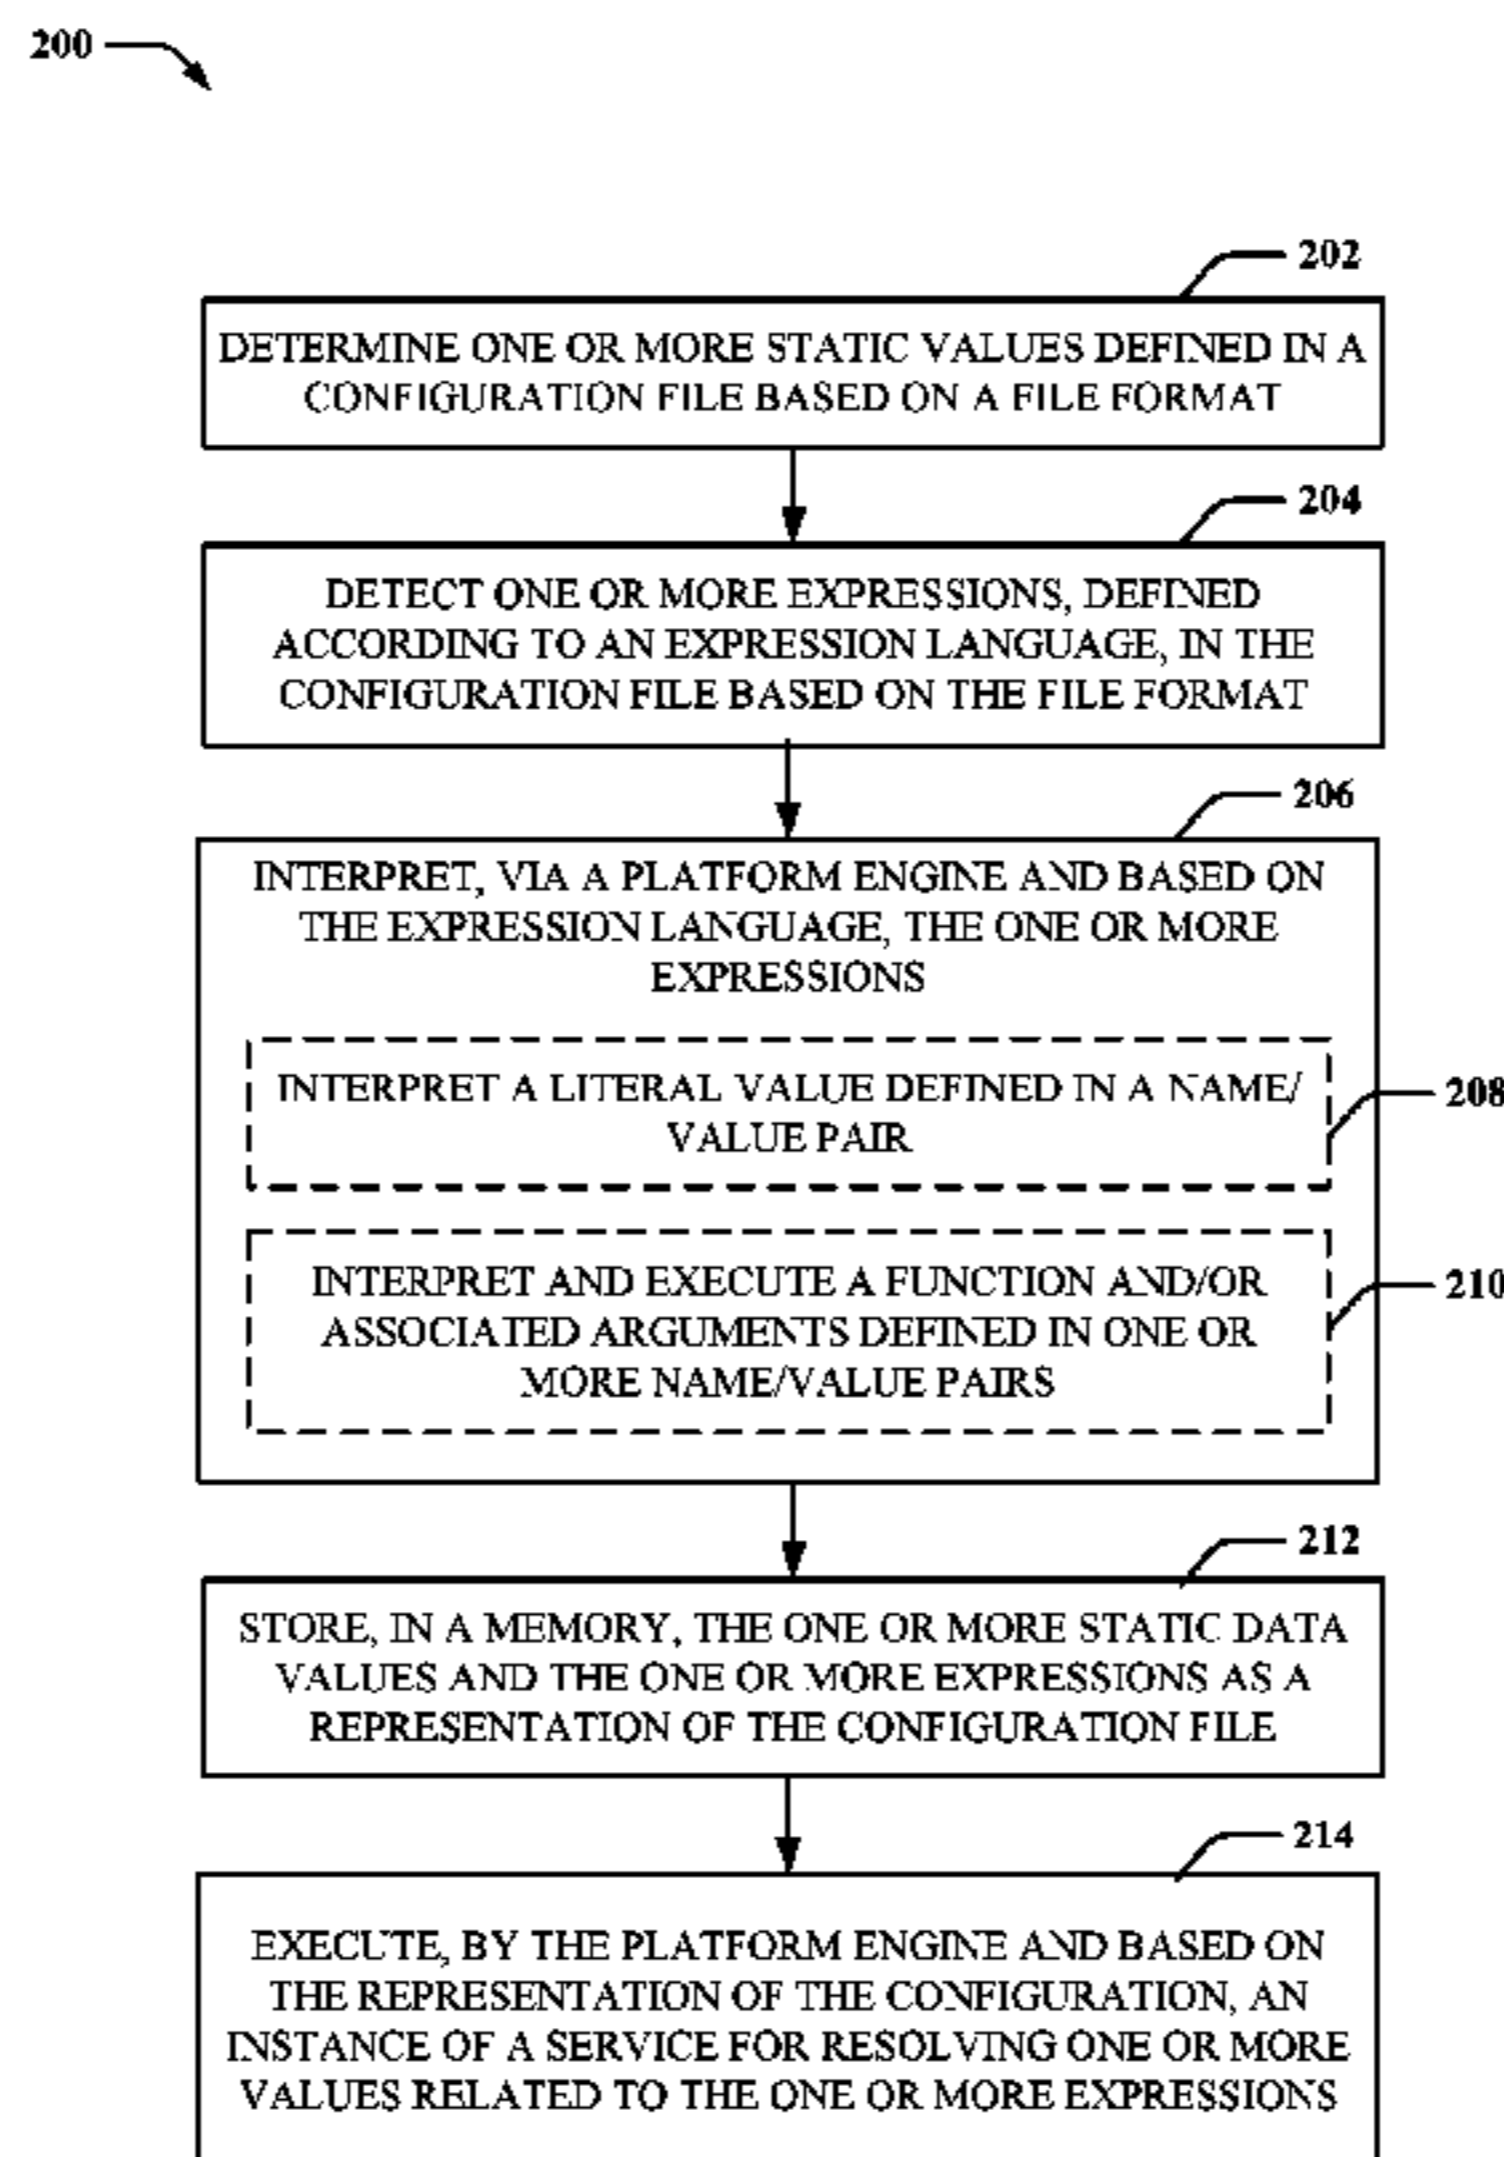 200
202
DETERMINE ONE OR MORE STATIC VALUES DEFINED IN A
CONFIGURATION FILE BASED ON A FILE FORMAT
204
DETECT ONE OR MORE EXPRESSIONS, DEFINED
ACCORDING TO AN EXPRESSION LANGUAGE, IN THE
CONFIGURATION FILE BASED ON THE FILE FORMAT
206
INTERPRET, VIA A PLATFORM ENGINE AND BASED ON
THE EXPRESSION LANGUAGE, THE ONE OR MORE
EXPRESSIONS
INTERPRET A LITERAL VALUE DEFINED IN A NAME/
VALUE PAIR
208
INTERPRET AND EXECUTE A FUNCTION AND/OR
ASSOCIATED ARGUMENTS DEFINED IN ONE OR
MORE NAME/VALUE PAIRS
210
212
STORE, IN A MEMORY, THE ONE OR MORE STATIC DATA
VALUES AND THE ONE OR MORE EXPRESSIONS AS A
REPRESENTATION OF THE CONFIGURATION FILE
214
EXECUTE, BY THE PLATFORM ENGINE AND BASED ON
THE REPRESENTATION OF THE CONFIGURATION, AN
INSTANCE OF A SERVICE FOR RESOLVING ONE OR MORE
VALUES RELATED TO THE ONE OR MORE EXPRESSIONS